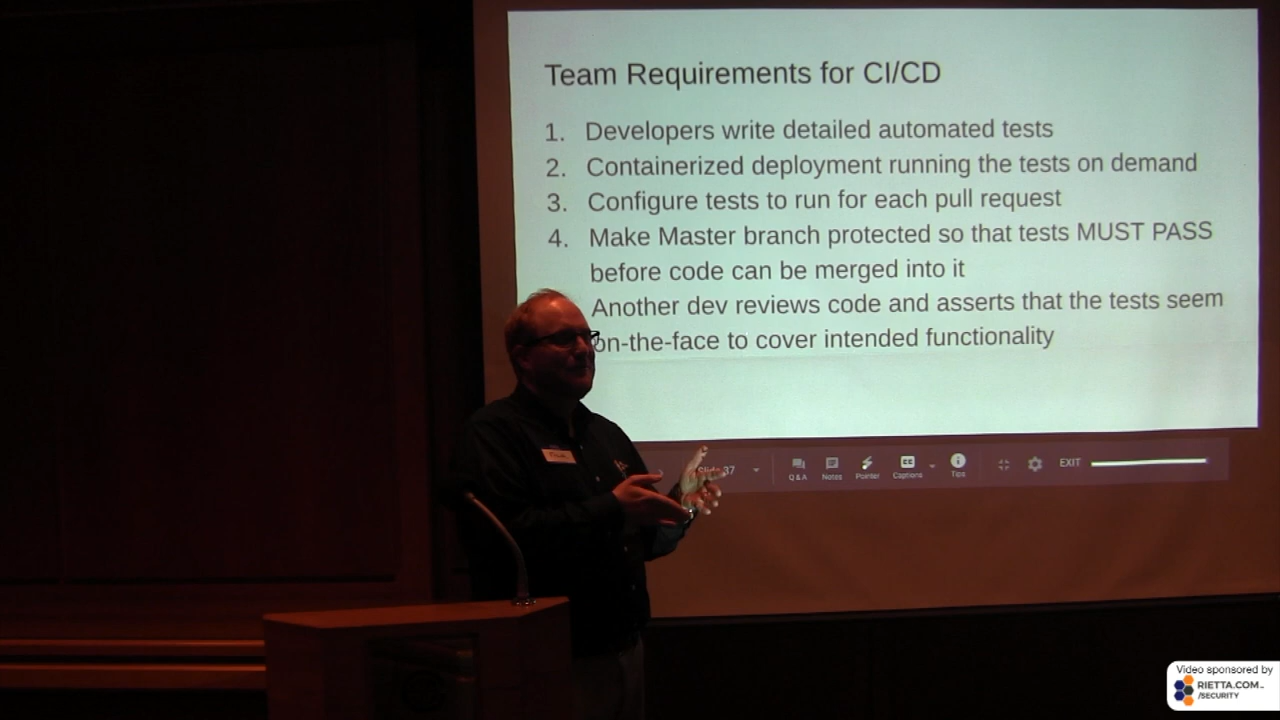 Team Requirements for CI/CD
1. Developers write detailed automated tests
2. Containerized deployment running the tests on demand
3. Configure tests to run for each pull request
4. Make Master branch protected so that tests MUST PASS
before code can be merged into it
Another dev reviews code and asserts that the tests seem
on-the-face to cover intended functionality
37
Q&A Notes Pointer Captions Tips EXIT
CC
Video sponsored by
RIETTA.COM
/SECURITY